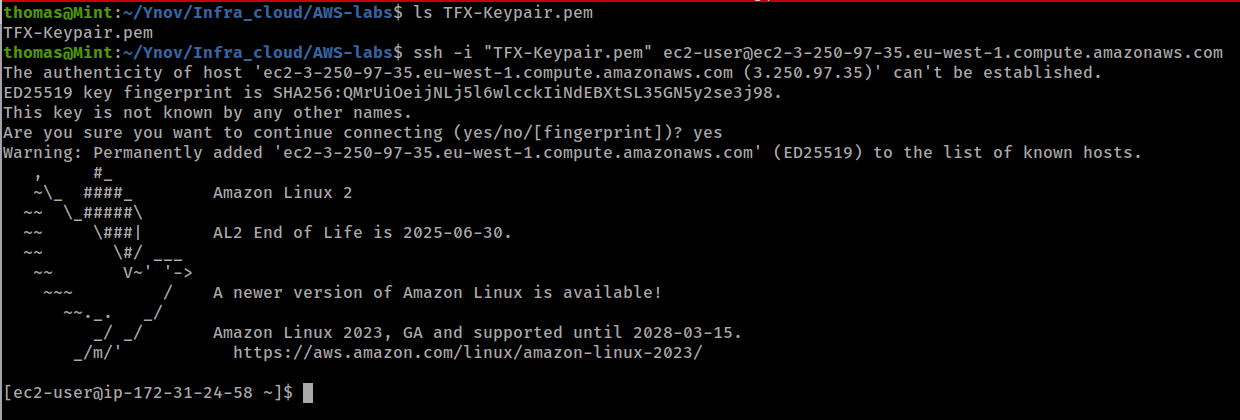 thomas@Mint:~/Ynov/Infra_cloud/AWS-labs$ ls TFX-Keypair.pem
TFX-Keypair.pem
thomas@Mint:~/Ynov/Infra_cloud/AWS-labs$ ssh -i "TFX-Keypair.pem" ec2-user@ec2-3-250-97-35.eu-west-1.compute.amazonaws.com
The authenticity of host 'ec2-3-250-97-35.eu-west-1.compute.amazonaws.com (3.250.97.35)' can't be established.
ED25519 key fingerprint is SHA256:QMrUiOeijNLj5l6wlcckIiNdEBXtSL35GN5y2se3j98.
This key is not known by any other names.
Are you sure you want to continue connecting (yes/no/[fingerprint])? yes
Warning: Permanently added 'ec2-3-250-97-35.eu-west-1.compute.amazonaws.com' (ED25519) to the list of known hosts.
   ,     #_
   ~\_  ####_        Amazon Linux 2
  ~~  \_#####\
  ~~     \###|       AL2 End of Life is 2025-06-30.
  ~~       \#/ ___
   ~~       V~' '->
    ~~~         /    A newer version of Amazon Linux is available!
      ~~._.   _/
         _/ _/       Amazon Linux 2023, GA and supported until 2028-03-15.
       _/m/'           https://aws.amazon.com/linux/amazon-linux-2023/
[ec2-user@ip-172-31-24-58 ~]$